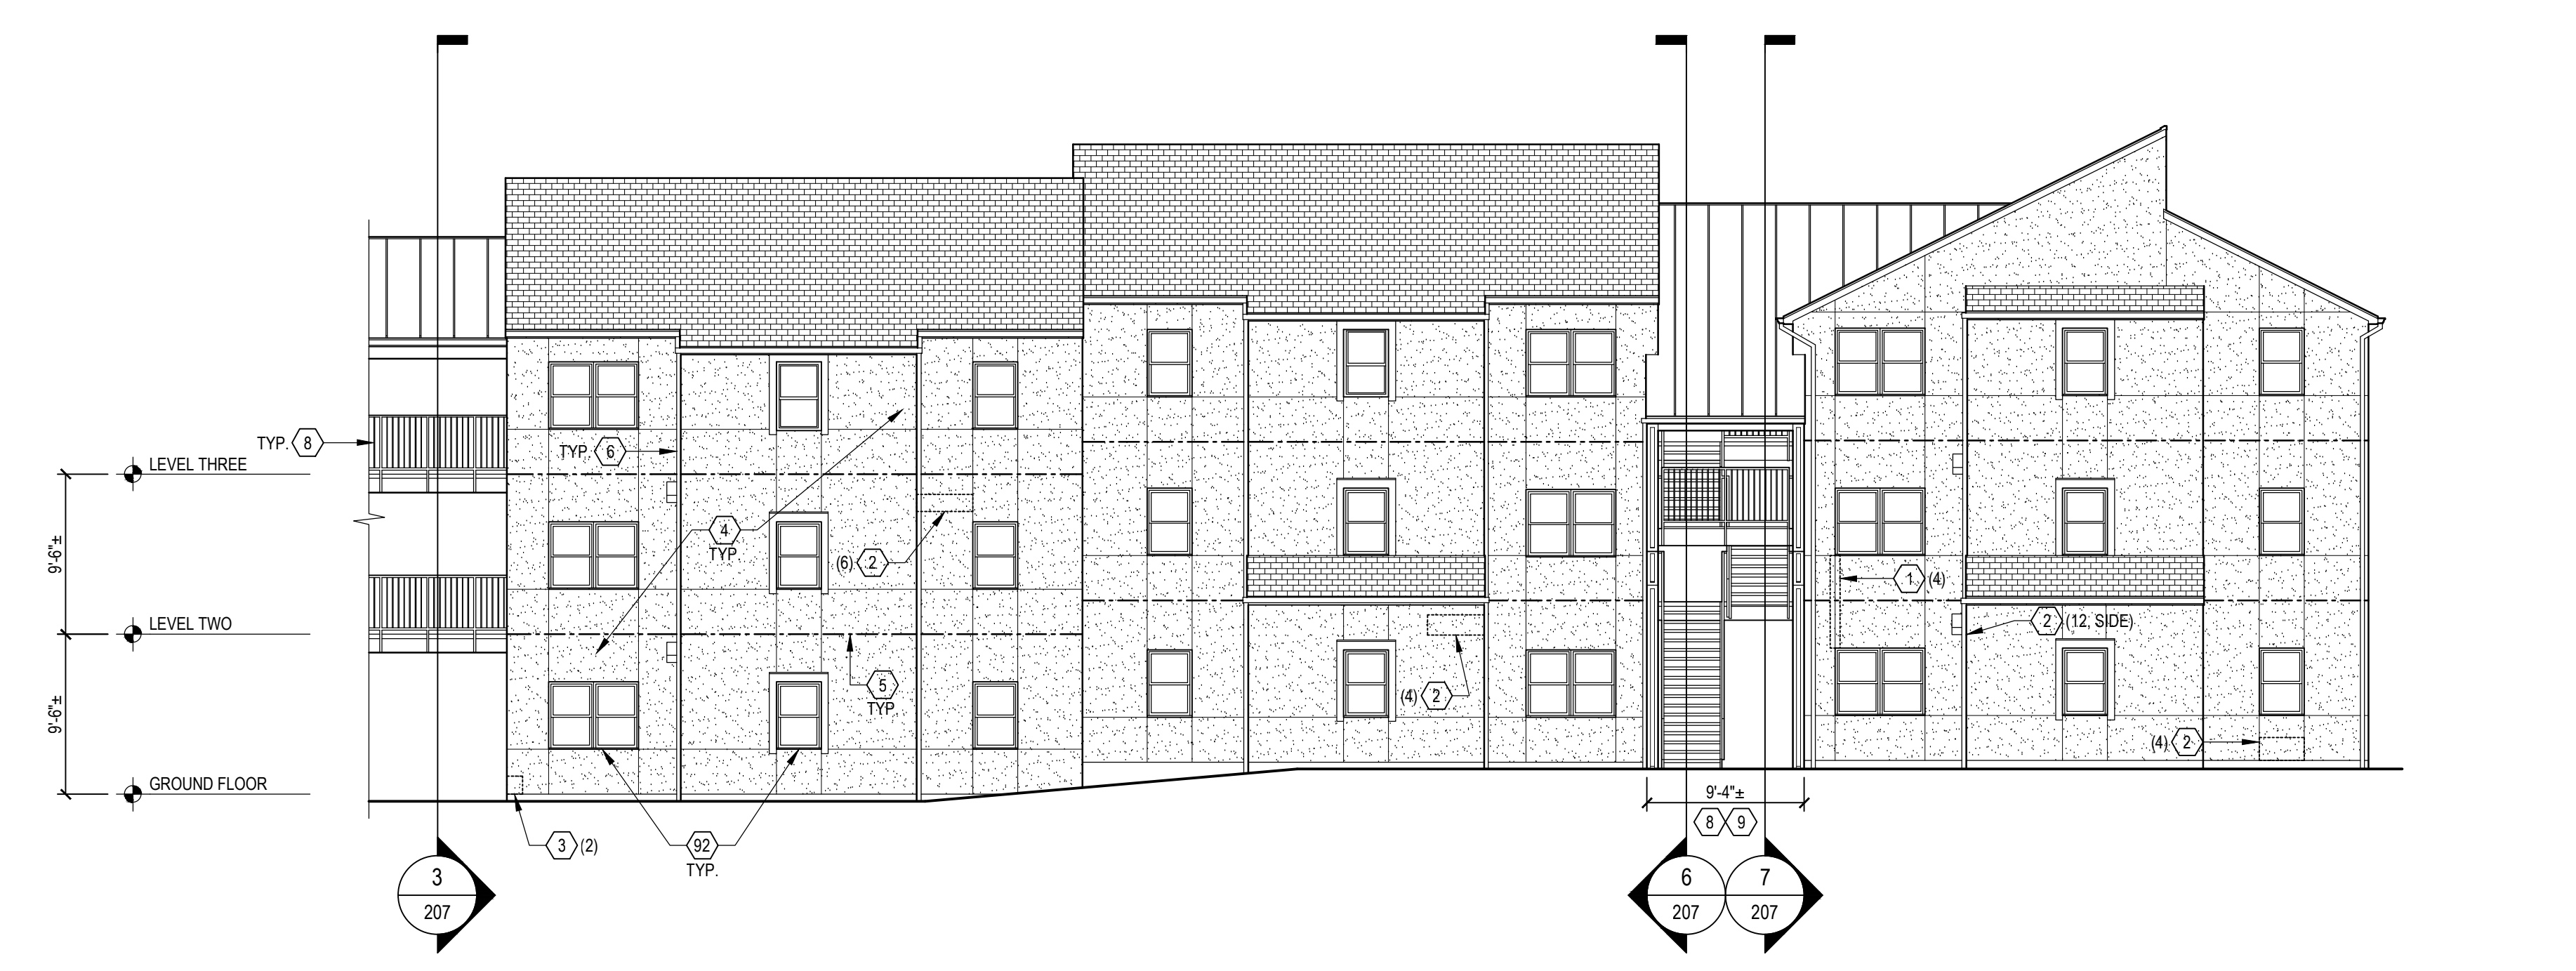 TYP. 8
LEVEL THREE
TYP. 6
4
TYP.
(6) 2
9'-6"±
LEVEL TWO
1 (4)
2 (12, SIDE)
5
TYP.
(4) 2
9'-6"±
(4) 2
GROUND FLOOR
9'-4"±
8 9
3 (2)
92
TYP.
3
207
6
207
7
207